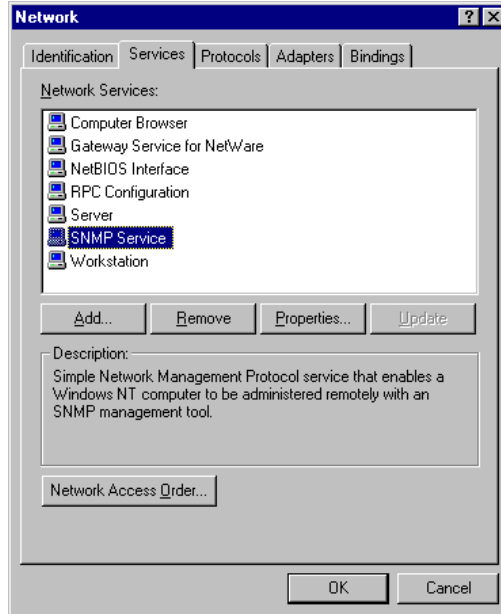 Network
Identification Services Protocols Adapters Bindings
Network Services:
Computer Browser
Gateway Service for NetWare
NetBIOS Interface
RPC Configuration
Server
SNMP Service
Workstation
Add... Remove Properties... Update
Description:
Simple Network Management Protocol service that enables a
Windows NT computer to be administered remotely with an
SNMP management tool.
Network Access Order...
OK Cancel